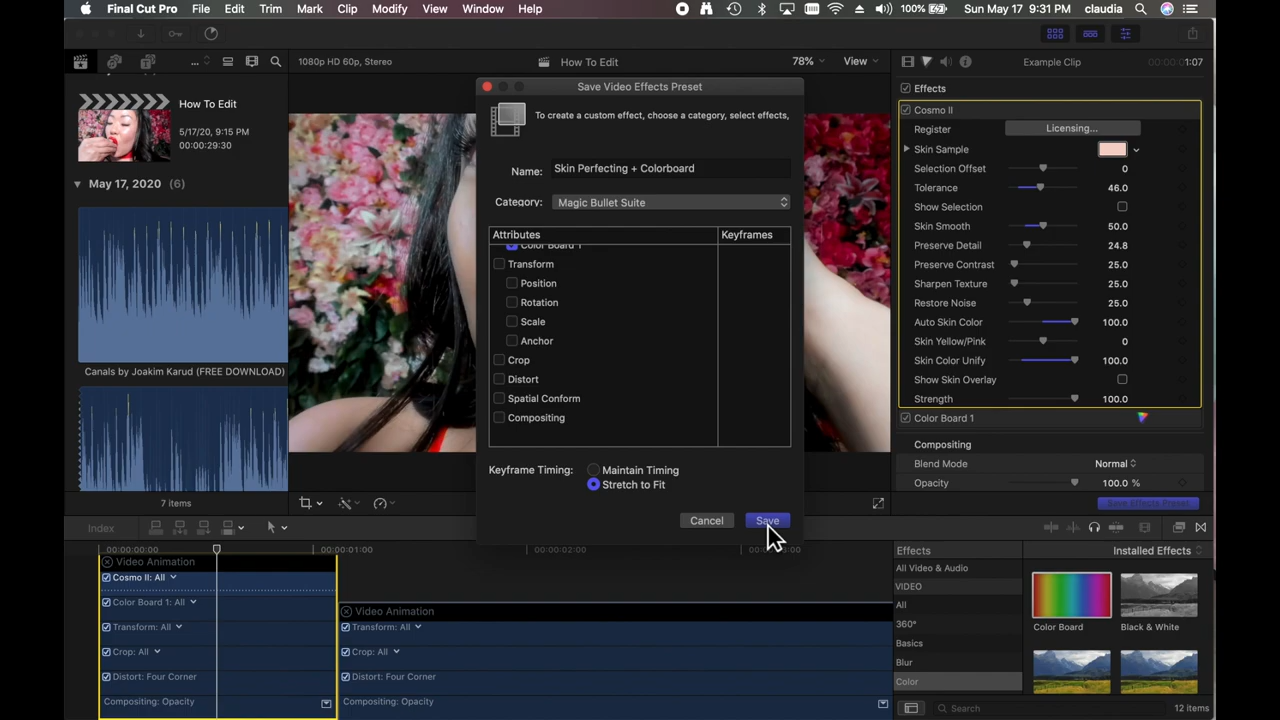 Final Cut Pro File Edit Trim Mark Clip Modify View Window Help 100% Sun May 17 9:31 PM claudia
... 1080p HD 60p, Stereo How To Edit 78% View Example Clip 1:07
How To Edit
5/17/20, 9:15 PM
00:00:29:30
May 17, 2020 (6)
Canals by Joakim Karud (FREE DOWNLOAD)
7 items
Save Video Effects Preset
To create a custom effect, choose a category, select effects,
Name: Skin Perfecting + Colorboard
Category: Magic Bullet Suite
Attributes Keyframes
Color Board 1
Transform
Position
Rotation
Scale
Anchor
Crop
Distort
Spatial Conform
Compositing
Keyframe Timing: Maintain Timing
Stretch to Fit
Cancel Save
Effects
Cosmo II
Register Licensing...
Skin Sample
Selection Offset 0
Tolerance 46.0
Show Selection
Skin Smooth 50.0
Preserve Detail 24.8
Preserve Contrast 25.0
Sharpen Texture 25.0
Restore Noise 25.0
Auto Skin Color 100.0
Skin Yellow/Pink 0
Skin Color Unify 100.0
Show Skin Overlay
Strength 100.0
Color Board 1
Compositing
Blend Mode Normal
Opacity 100.0 %
Save Effects Preset
Index
00:00:00:00 00:00:01:00 00:00:02:00 00:00:03:00
Video Animation
Cosmo II: All
Color Board 1: All
Transform: All
Crop: All
Distort: Four Corner
Compositing: Opacity
Video Animation
Transform: All
Crop: All
Distort: Four Corner
Compositing: Opacity
Effects Installed Effects
All Video & Audio
VIDEO
All
360°
Basics
Blur
Color
Color Board Black & White
Search 12 items